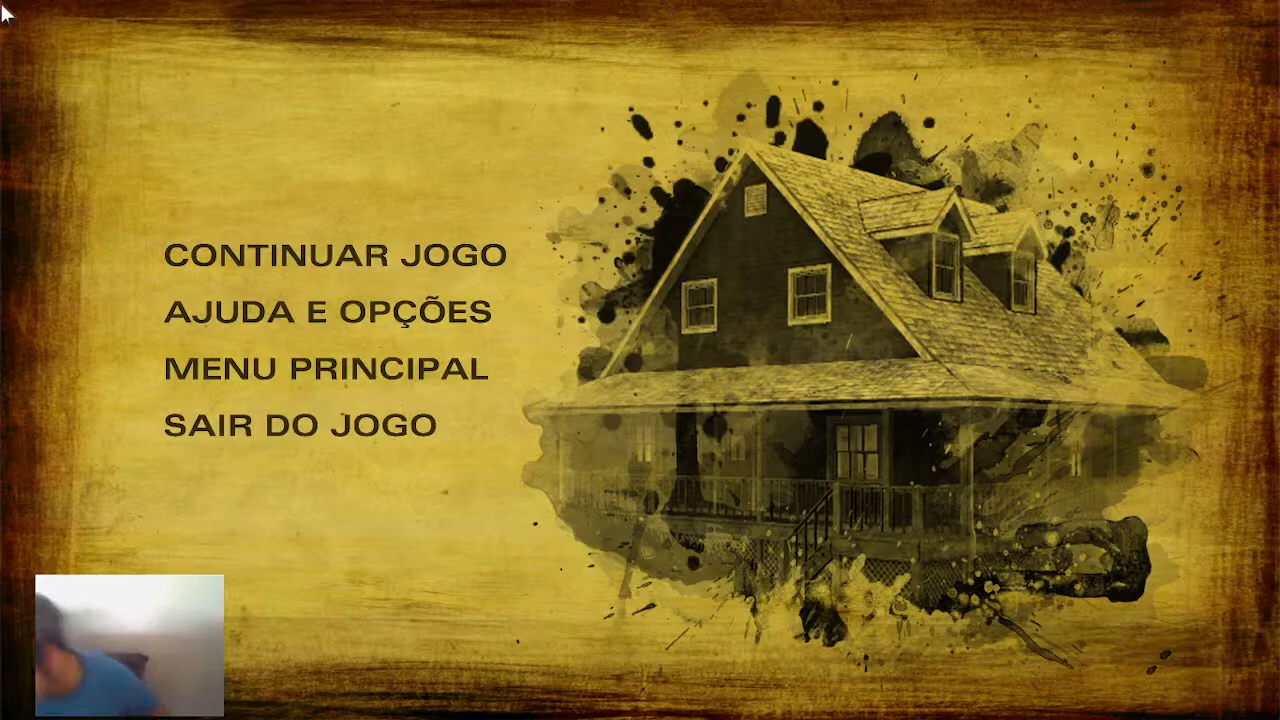 CONTINUAR JOGO
AJUDA E OPÇÕES
MENU PRINCIPAL
SAIR DO JOGO